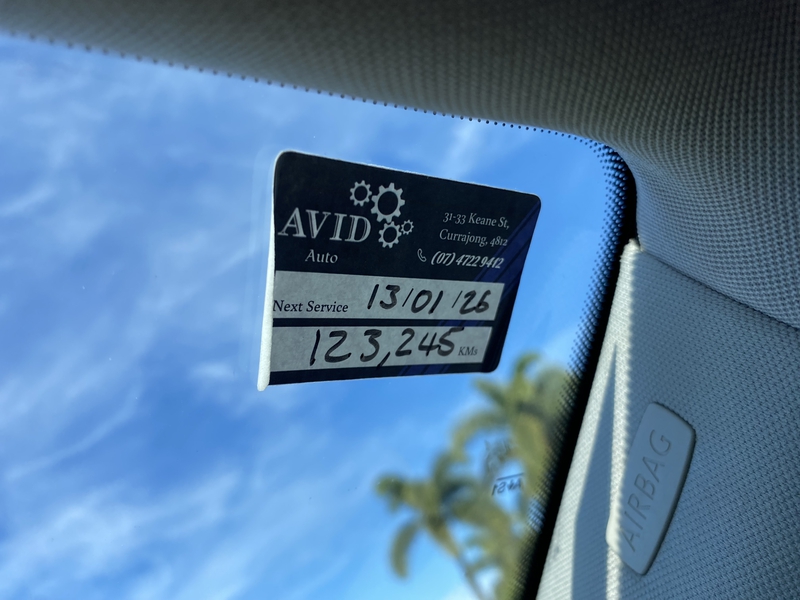 AVID
Auto
31-33 Keane St,
Currajong, 4812
(07) 4722 9412
Next Service 13/01/26
123,245 KMs
AIRBAG